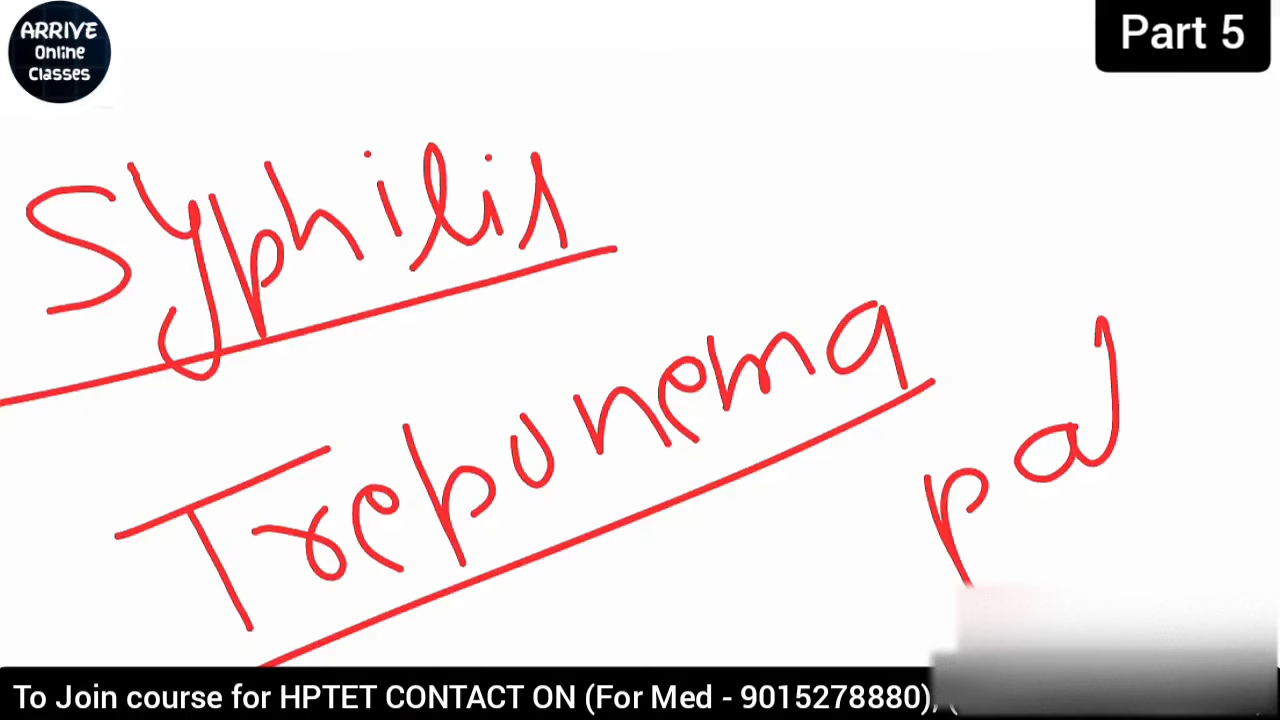 ARRIVE
Online
Classes
Part 5
Syphilis
Treponema
pal
To Join course for HPTET CONTACT ON (For Med - 9015278880), (